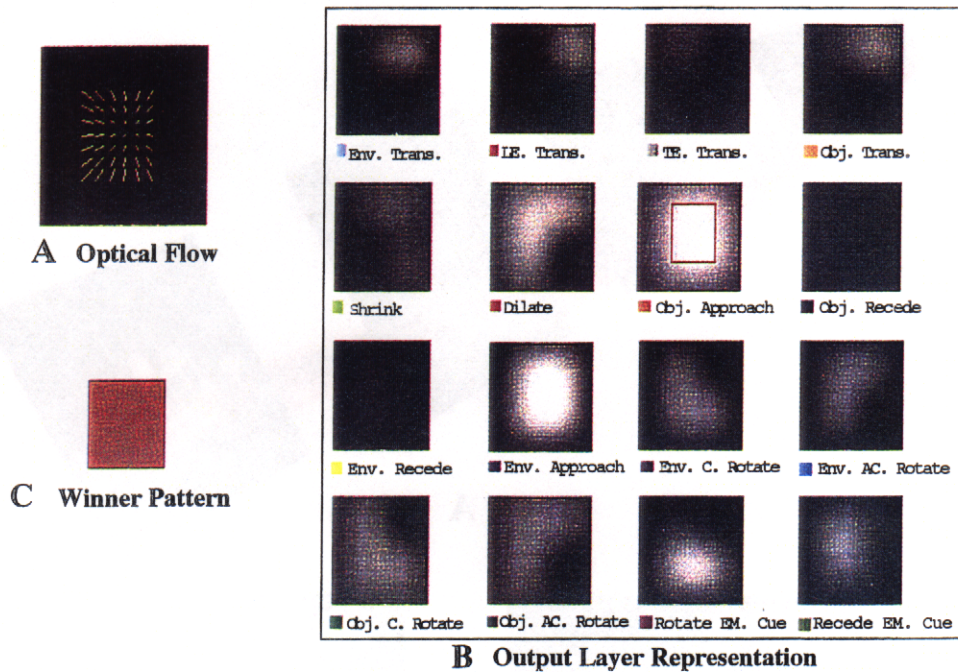 Env. Trans.
LE. Trans.
TE. Trans.
Obj. Trans.
A Optical Flow
Shrink
Dilate
Obj. Approach
Obj. Recede
Env. Recede
Env. Approach
Env. C. Rotate
Env. AC. Rotate
C Winner Pattern
Obj. C. Rotate
Obj. AC. Rotate
Rotate EM. Cue
Recede EM. Cue
B Output Layer Representation